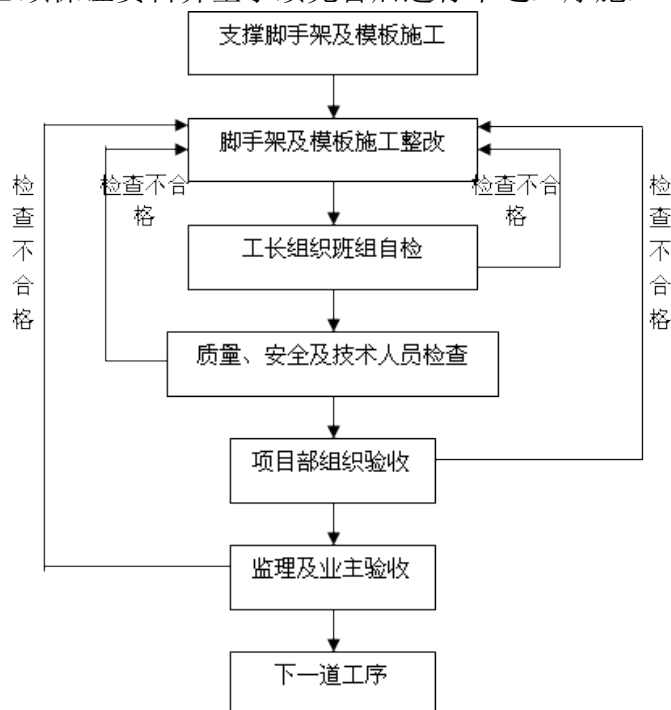 支撑脚手架及模板施工
脚手架及模板施工整改
检查不合格
检查不合
格
检查不合
格
检查不合格
工长组织班组自检
质量、安全及技术人员检查
项目部组织验收
监理及业主验收
下一道工序